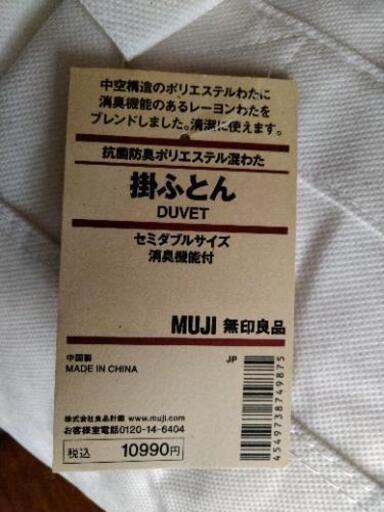 中空構造のポリエステルわたに
消臭機能のあるレーヨンわたを
ブレンドしました。清潔に使えます。
抗菌防臭ポリエステル混わた
掛ふとん
DUVET
セミダブルサイズ
消臭機能付
MUJI 無印良品
中国製
MADE IN CHINA
JP
4549738749875
株式会社良品計画 www.muji.com
お客様室電話0120-14-6404
税込 10990円